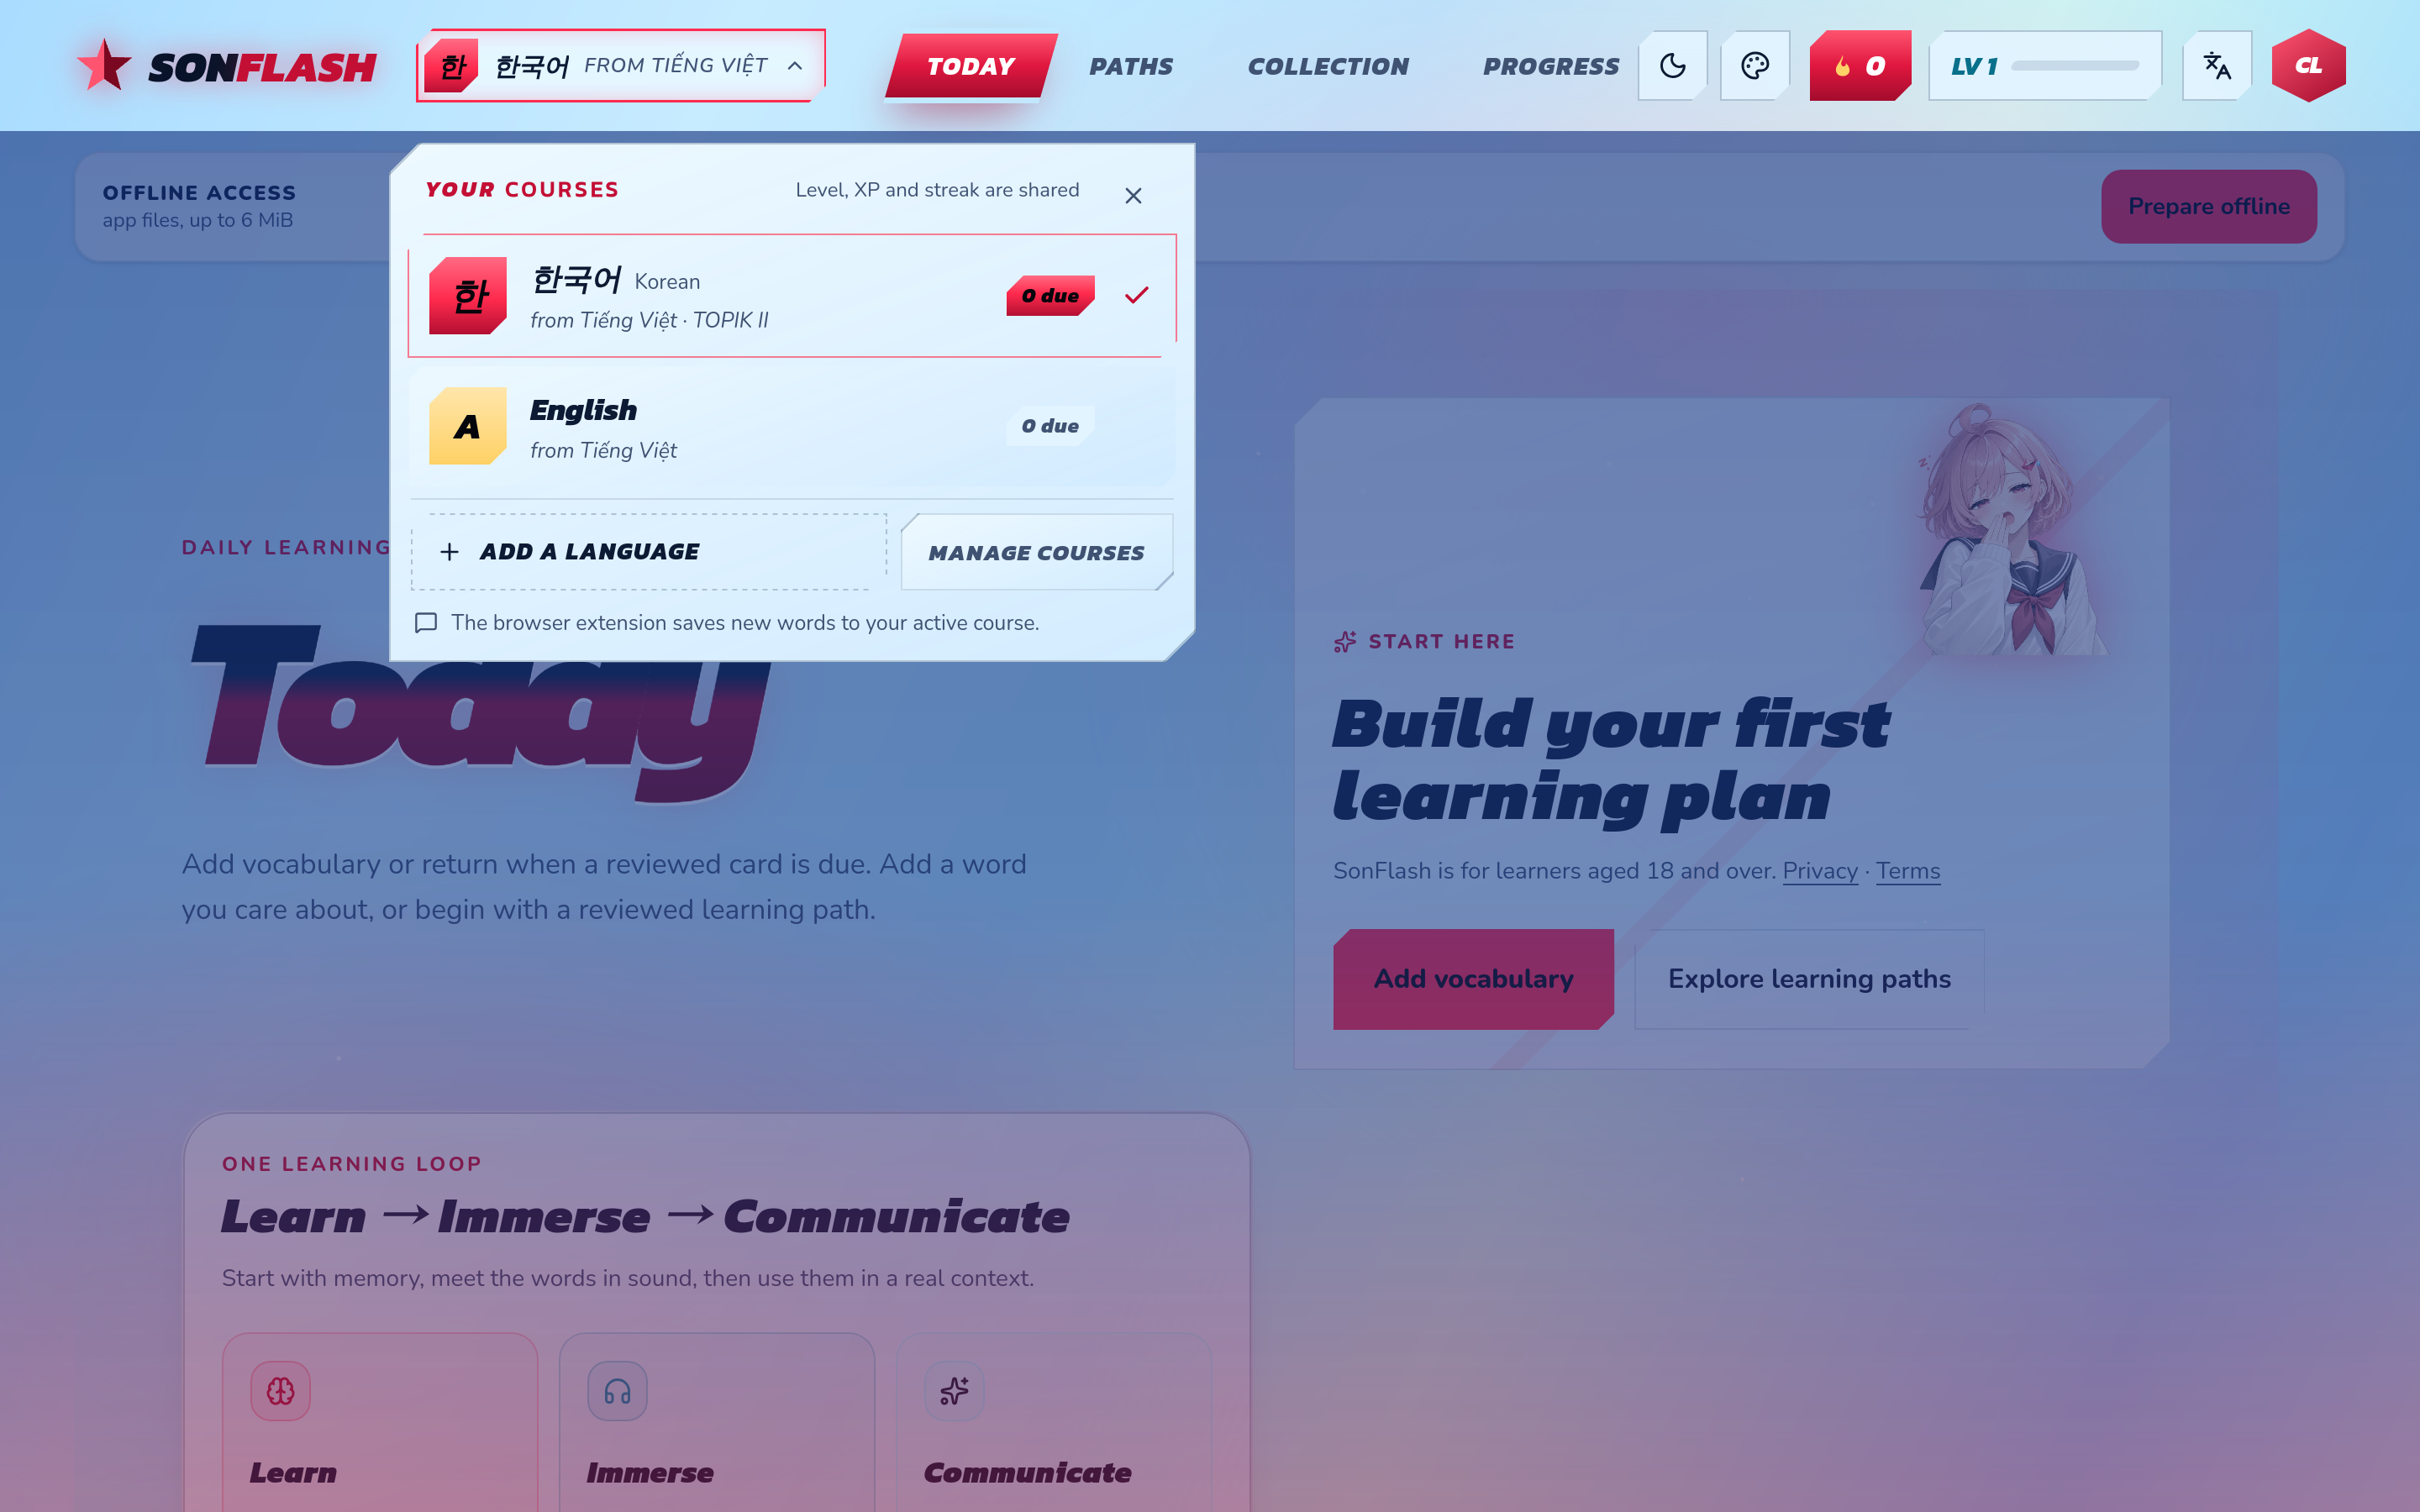 SONFLASH
한 한국어 FROM TIẾNG VIỆT
TODAY
PATHS
COLLECTION
PROGRESS
0
LV 1
CL
OFFLINE ACCESS
app files, up to 6 MiB
Prepare offline
YOUR COURSES
Level, XP and streak are shared
한
한국어 Korean
from Tiếng Việt · TOPIK II
0 due
A
English
from Tiếng Việt
0 due
ADD A LANGUAGE
MANAGE COURSES
The browser extension saves new words to your active course.
DAILY LEARNING
Today
Add vocabulary or return when a reviewed card is due. Add a word
you care about, or begin with a reviewed learning path.
START HERE
Build your first
learning plan
SonFlash is for learners aged 18 and over. Privacy · Terms
Add vocabulary
Explore learning paths
ONE LEARNING LOOP
Learn → Immerse → Communicate
Start with memory, meet the words in sound, then use them in a real context.
Learn
Immerse
Communicate